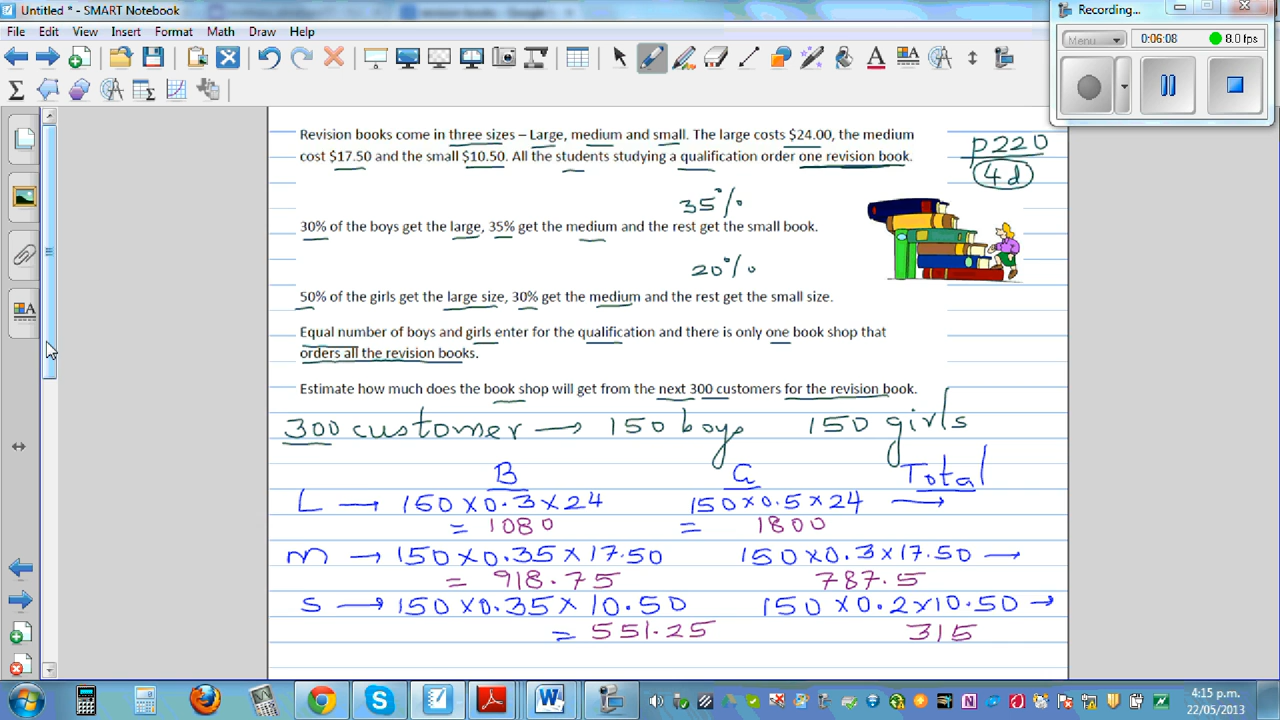 Untitled * - SMART Notebook
Recording...
File Edit View Insert Format Math Draw Help
Menu 0:06:08 8.0 fps
Revision books come in three sizes – Large, medium and small. The large costs $24.00, the medium
cost $17.50 and the small $10.50. All the students studying a qualification order one revision book.
p220
4d
35%
30% of the boys get the large, 35% get the medium and the rest get the small book.
20%
50% of the girls get the large size, 30% get the medium and the rest get the small size.
Equal number of boys and girls enter for the qualification and there is only one book shop that
orders all the revision books.
Estimate how much does the book shop will get from the next 300 customers for the revision book.
300 customer → 150 boys 150 girls
B G Total
L → 150×0.3×24 150×0.5×24 →
= 1080 = 1800
m → 150×0.35×17.50 150×0.3×17.50 →
= 918.75 787.5
S → 150×0.35×10.50 150×0.2×10.50 →
= 551.25 315
4:15 p.m.
22/05/2013